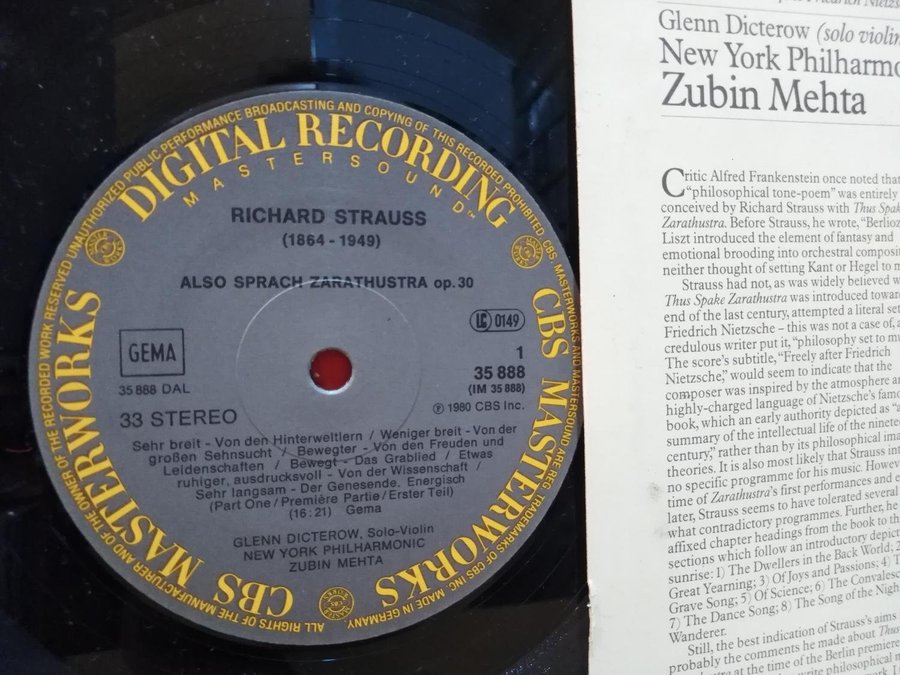 DIGITAL RECORDING
MASTERSOUND™
RICHARD STRAUSS
(1864 - 1949)
ALSO SPRACH ZARATHUSTRA op. 30
GEMA
LC 0149
35 888 DAL
1
35 888
(IM 35 888)
33 STEREO
℗ 1980 CBS Inc.
Sehr breit - Von den Hinterweltlern / Weniger breit - Von der
großen Sehnsucht / Bewegter - Von den Freuden und
Leidenschaften / Bewegt - Das Grablied / Etwas
ruhiger, ausdrucksvoll - Von der Wissenschaft /
Sehr langsam - Der Genesende. Energisch
(Part One / Première Partie / Erster Teil)
(16:21) Gema
GLENN DICTEROW, Solo-Violin
NEW YORK PHILHARMONIC
ZUBIN MEHTA
CBS MASTERWORKS
CBS MASTERWORKS
ALL RIGHTS OF THE MANUFACTURER AND OF THE OWNER OF THE RECORDED WORK RESERVED UNAUTHORIZED PUBLIC PERFORMANCE BROADCASTING AND COPYING OF THIS RECORD PROHIBITED. CBS, MASTERWORKS AND MASTERSOUND ARE REG. TRADEMARKS OF CBS INC. MADE IN GERMANY.
Glenn Dicterow (solo violin
New York Philharmo
Zubin Mehta
Critic Alfred Frankenstein once noted that
"philosophical tone-poem" was entirely
conceived by Richard Strauss with Thus Spak
Zarathustra. Before Strauss, he wrote, "Berlioz
Liszt introduced the element of fantasy and
emotional brooding into orchestral composi
neither thought of setting Kant or Hegel to m
Strauss had not, as was widely believed w
Thus Spake Zarathustra was introduced towar
end of the last century, attempted a literal set
Friedrich Nietzsche – this was not a case of, a
credulous writer put it, "philosophy set to mu
The score's subtitle, "Freely after Friedrich
Nietzsche," would seem to indicate that the
composer was inspired by the atmosphere a
highly-charged language of Nietzsche's famo
book, which an early authority depicted as "a
summary of the intellectual life of the ninete
century," rather than by its philosophical ima
theories. It is also most likely that Strauss int
no specific programme for his music. Howev
time of Zarathustra's first performances and e
later, Strauss seems to have tolerated several
what contradictory programmes. Further, he
affixed chapter headings from the book to th
sections which follow an introductory depict
sunrise: 1) The Dwellers in the Back World;
Great Yearning; 3) Of Joys and Passions; 4) T
Grave Song; 5) Of Science; 6) The Convalesc
7) The Dance Song; 8) The Song of the Nigh
Wanderer.
Still, the best indication of Strauss's aims
probably the comments he made about Thus
at the time of the Berlin premiere
write philosophical m